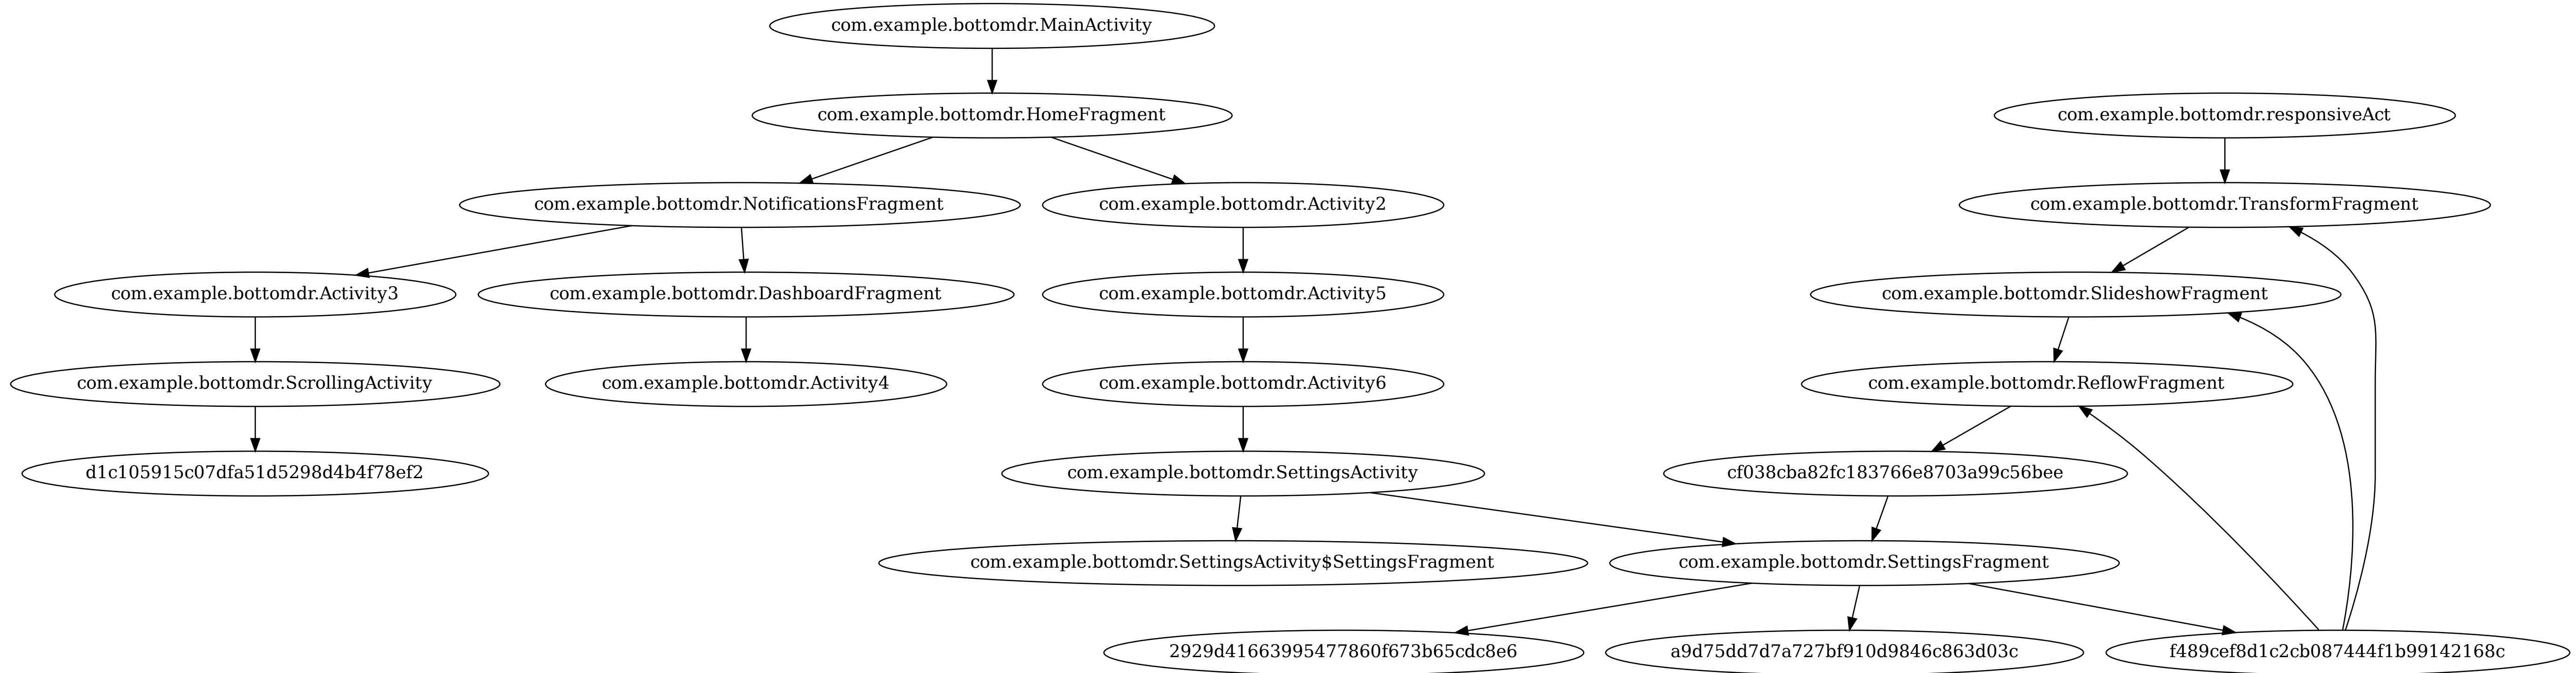 com.example.bottomdr.MainActivity
com.example.bottomdr.HomeFragment
com.example.bottomdr.responsiveAct
com.example.bottomdr.NotificationsFragment
com.example.bottomdr.Activity2
com.example.bottomdr.TransformFragment
com.example.bottomdr.Activity3
com.example.bottomdr.DashboardFragment
com.example.bottomdr.Activity5
com.example.bottomdr.SlideshowFragment
com.example.bottomdr.ScrollingActivity
com.example.bottomdr.Activity4
com.example.bottomdr.Activity6
com.example.bottomdr.ReflowFragment
d1c105915c07dfa51d5298d4b4f78ef2
com.example.bottomdr.SettingsActivity
cf038cba82fc183766e8703a99c56bee
com.example.bottomdr.SettingsActivity$SettingsFragment
com.example.bottomdr.SettingsFragment
2929d41663995477860f673b65cdc8e6
a9d75dd7d7a727bf910d9846c863d03c
f489cef8d1c2cb087444f1b99142168c